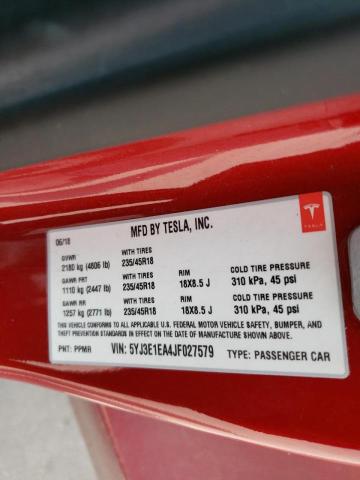 MFD BY TESLA, INC.
TESLA
06/18
GVWR WITH TIRES
2180 kg (4806 lb) 235/45R18
GAWR FRT WITH TIRES RIM COLD TIRE PRESSURE
1110 kg (2447 lb) 235/45R18 18X8.5 J 310 kPa, 45 psi
GAWR RR WITH TIRES RIM COLD TIRE PRESSURE
1257 kg (2771 lb) 235/45R18 18X8.5 J 310 kPa, 45 psi
THIS VEHICLE CONFORMS TO ALL APPLICABLE U.S. FEDERAL MOTOR VEHICLE SAFETY, BUMPER, AND
THEFT PREVENTION STANDARDS IN EFFECT ON THE DATE OF MANUFACTURE SHOWN ABOVE.
PNT: PPMR VIN: 5YJ3E1EA4JF027579 TYPE: PASSENGER CAR